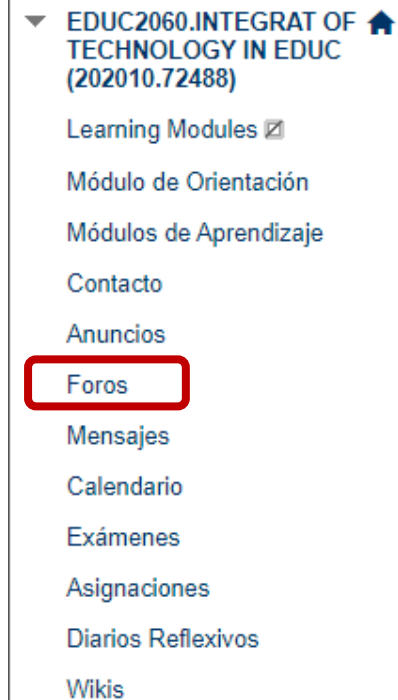 EDUC2060.INTEGRAT OF
TECHNOLOGY IN EDUC
(202010.72488)
Learning Modules
Módulo de Orientación
Módulos de Aprendizaje
Contacto
Anuncios
Foros
Mensajes
Calendario
Exámenes
Asignaciones
Diarios Reflexivos
Wikis